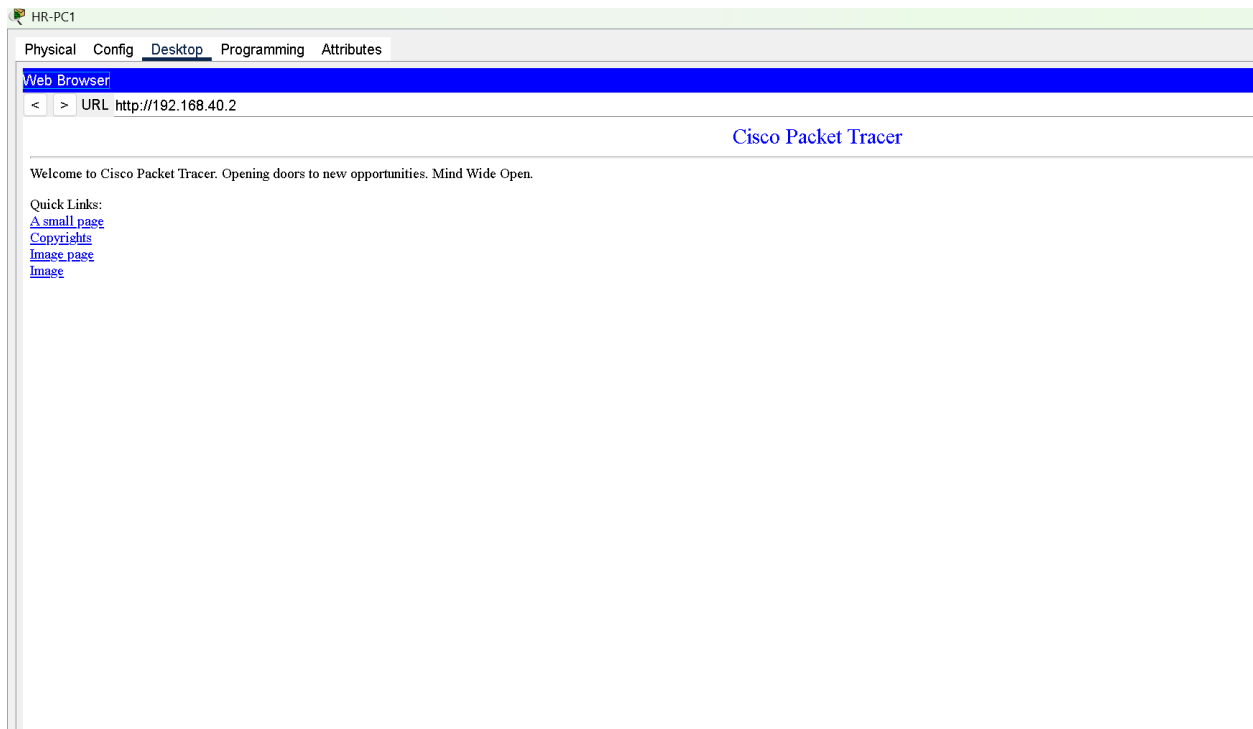 HR-PC1
Physical Config Desktop Programming Attributes
Web Browser
< > URL http://192.168.40.2
Cisco Packet Tracer
Welcome to Cisco Packet Tracer. Opening doors to new opportunities. Mind Wide Open.
Quick Links:
A small page
Copyrights
Image page
Image